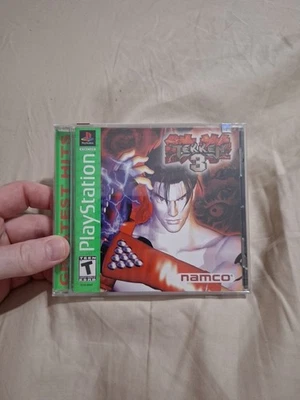 GREATEST HITS
PlayStation
TEKKEN
3
TEEN
T
namco